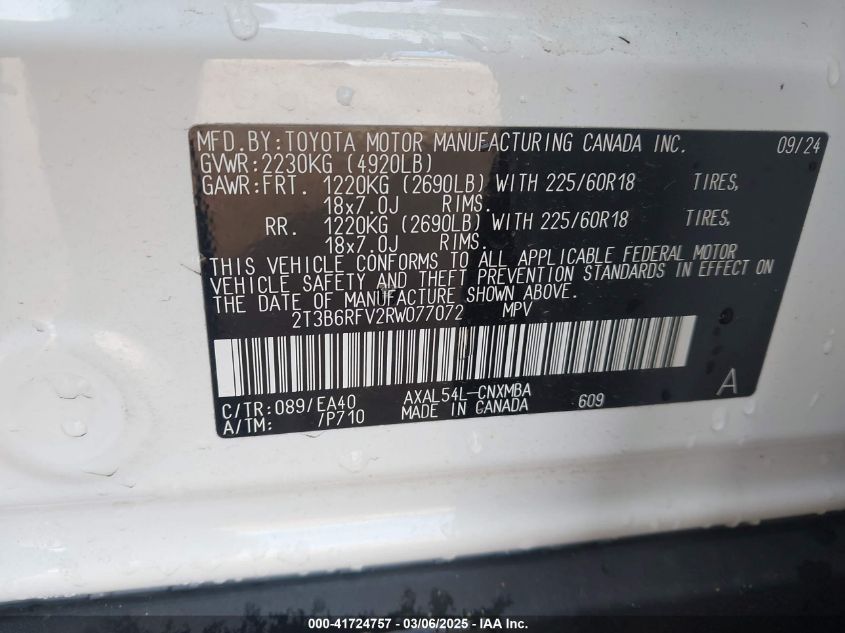 MFD.BY:TOYOTA MOTOR MANUFACTURING CANADA INC. 09/24
GVWR:2230KG (4920LB)
GAWR:FRT. 1220KG (2690LB) WITH 225/60R18 TIRES,
18x7.0J RIMS.
RR. 1220KG (2690LB) WITH 225/60R18 TIRES,
18x7.0J RIMS.
THIS VEHICLE CONFORMS TO ALL APPLICABLE FEDERAL MOTOR
VEHICLE SAFETY AND THEFT PREVENTION STANDARDS IN EFFECT ON
THE DATE OF MANUFACTURE SHOWN ABOVE.
2T3B6RFV2RW077072 MPV
C/TR:089/EA40 AXAL54L-CNXMBA A
A/TM: /P710 MADE IN CANADA 609
000-41724757 - 03/06/2025 - IAA Inc.